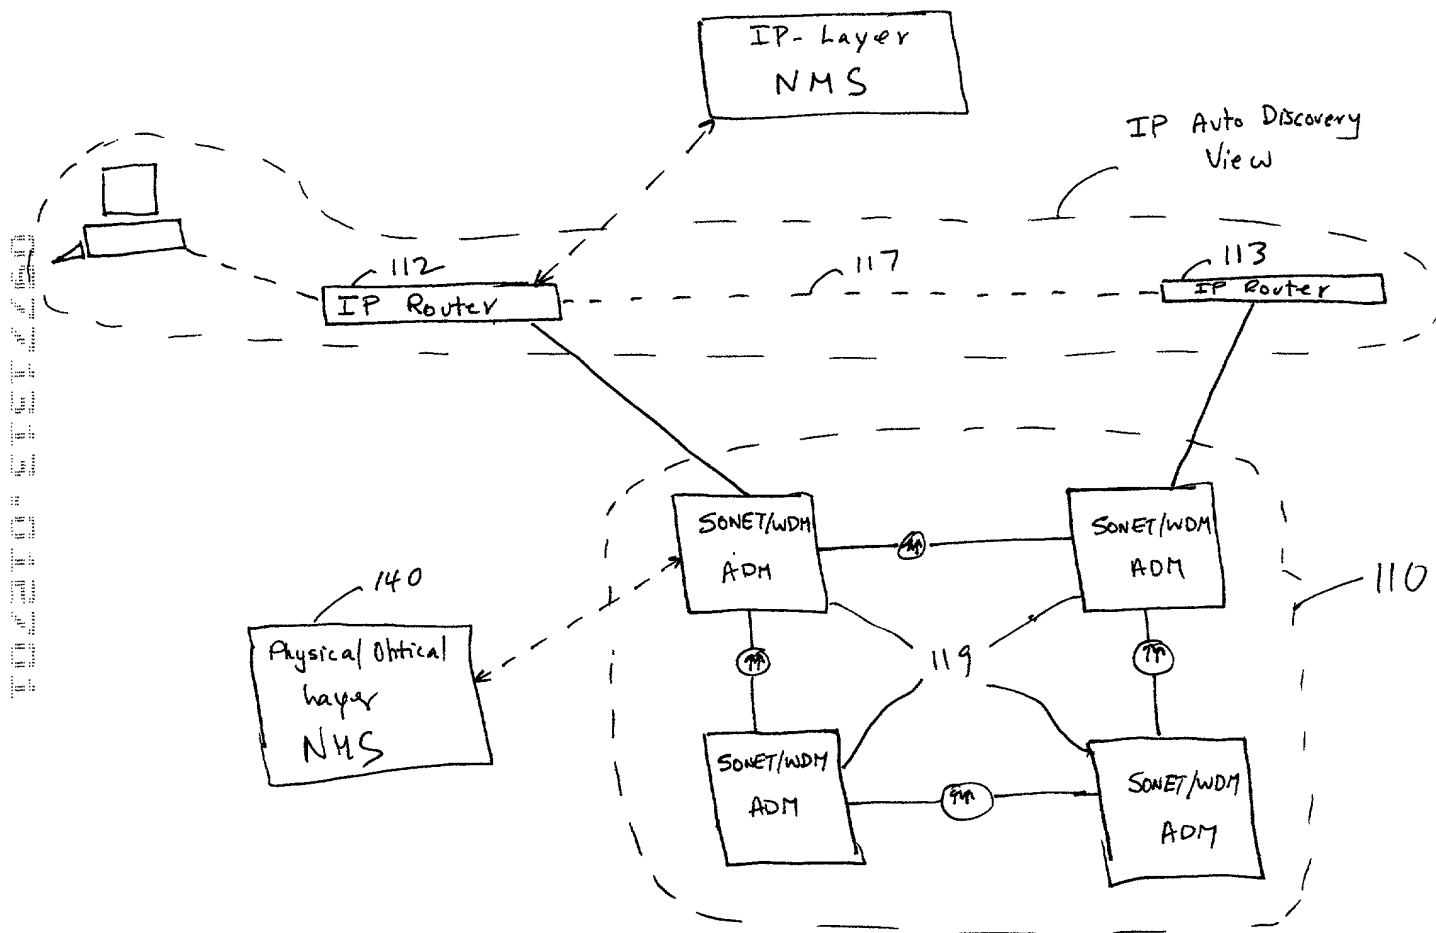 IP-Layer
NMS
IP Auto Discovery
View
112
117
113
IP Router
IP Router
SONET/WDM
ADM
SONET/WDM
ADM
140
110
Physical/Optical
Layer
NMS
119
SONET/WDM
ADM
SONET/WDM
ADM